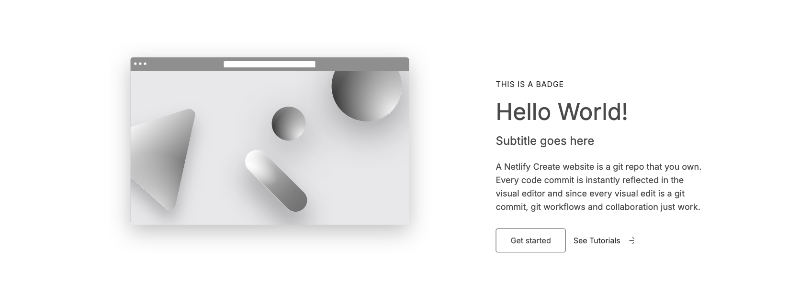 THIS IS A BADGE
Hello World!
Subtitle goes here
A Netlify Create website is a git repo that you own.
Every code commit is instantly reflected in the
visual editor and since every visual edit is a git
commit, git workflows and collaboration just work.
Get started
See Tutorials